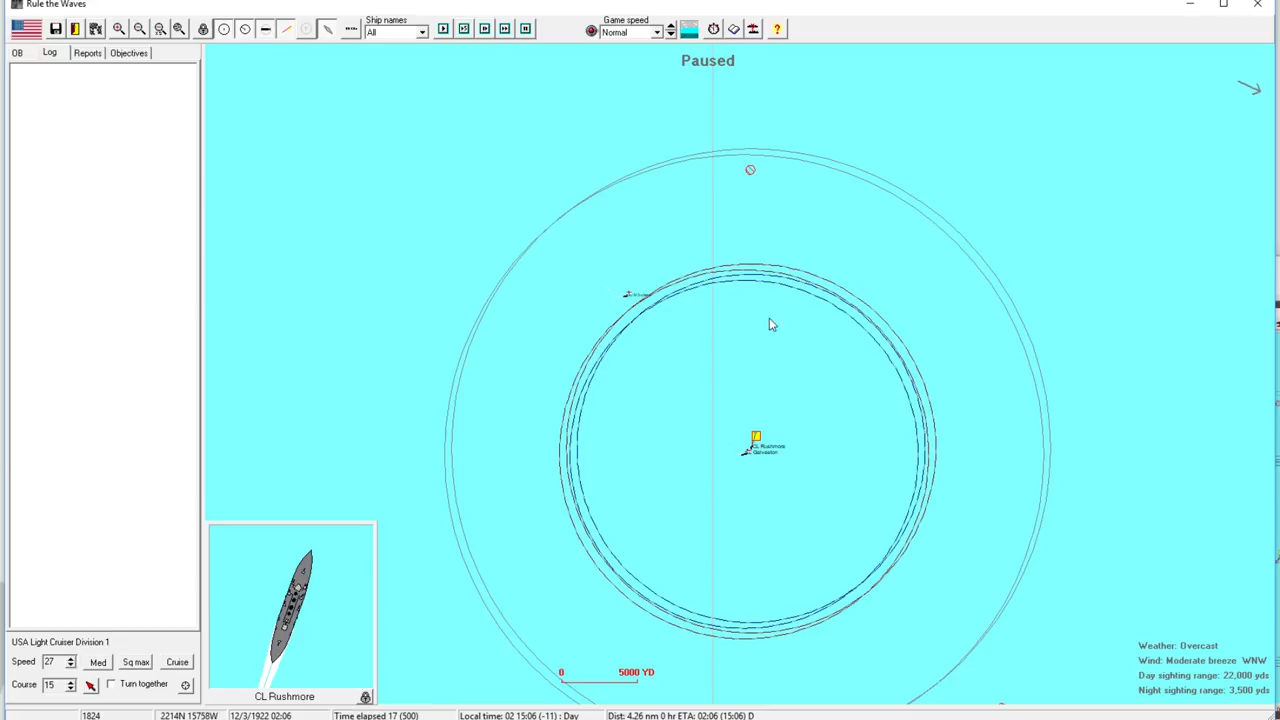 Rule the Waves
Ship names
All
Game speed
Normal
?
OB
Log
Reports
Objectives
Paused
CL Rushmore
Galveston
0
5000 YD
USA Light Cruiser Division 1
Speed
27
Med
Sq max
Cruise
Course
15
Turn together
CL Rushmore
Weather: Overcast
Wind: Moderate breeze WNW
Day sighting range: 22,000 yds
Night sighting range: 3,500 yds
1824
2214N 15758W
12/3/1922 02:06
Time elapsed 17 (500)
Local time: 02 15:06 (-11) : Day
Dist: 4.26 nm 0 hr ETA: 02:06 (15:06) D